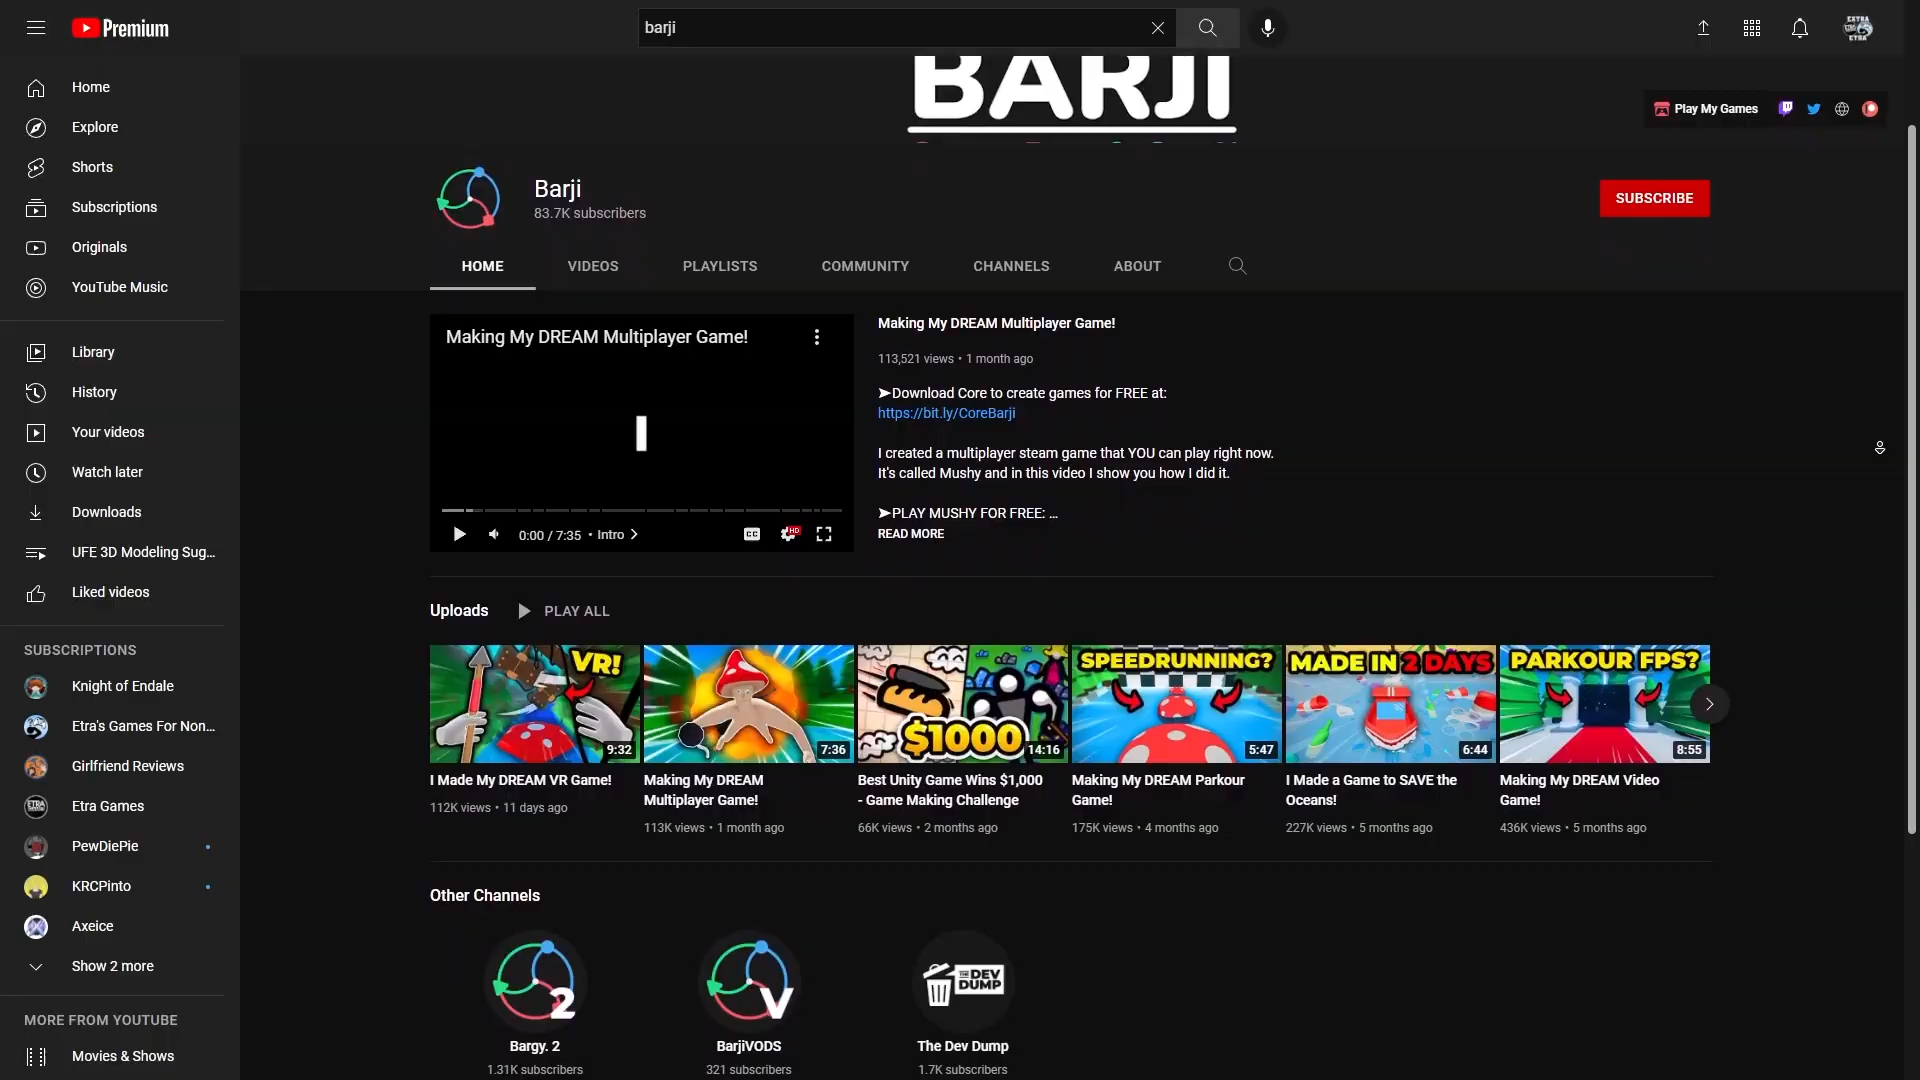 Premium
barji
BARJI
Play My Games
Home
Explore
Shorts
Subscriptions
Originals
YouTube Music
Library
History
Your videos
Watch later
Downloads
UFE 3D Modeling Sug...
Liked videos
SUBSCRIPTIONS
Knight of Endale
Etra's Games For Non...
Girlfriend Reviews
Etra Games
PewDiePie
KRCPinto
Axeice
Show 2 more
MORE FROM YOUTUBE
Movies & Shows
Barji
83.7K subscribers
SUBSCRIBE
HOME VIDEOS PLAYLISTS COMMUNITY CHANNELS ABOUT
Making My DREAM Multiplayer Game!
0:00 / 7:35 • Intro
CC
HD
Making My DREAM Multiplayer Game!
113,521 views • 1 month ago
➤Download Core to create games for FREE at:
https://bit.ly/CoreBarji
I created a multiplayer steam game that YOU can play right now.
It's called Mushy and in this video I show you how I did it.
➤PLAY MUSHY FOR FREE: ...
READ MORE
Uploads PLAY ALL
VR!
9:32
I Made My DREAM VR Game!
112K views • 11 days ago
7:36
Making My DREAM
Multiplayer Game!
113K views • 1 month ago
$1000
14:16
Best Unity Game Wins $1,000
- Game Making Challenge
66K views • 2 months ago
SPEEDRUNNING?
5:47
Making My DREAM Parkour
Game!
175K views • 4 months ago
MADE IN 2 DAYS
6:44
I Made a Game to SAVE the
Oceans!
227K views • 5 months ago
PARKOUR FPS?
8:55
Making My DREAM Video
Game!
436K views • 5 months ago
Other Channels
2
Bargy. 2
1.31K subscribers
V
BarjiVODS
321 subscribers
THE DEV
DUMP
The Dev Dump
1.7K subscribers